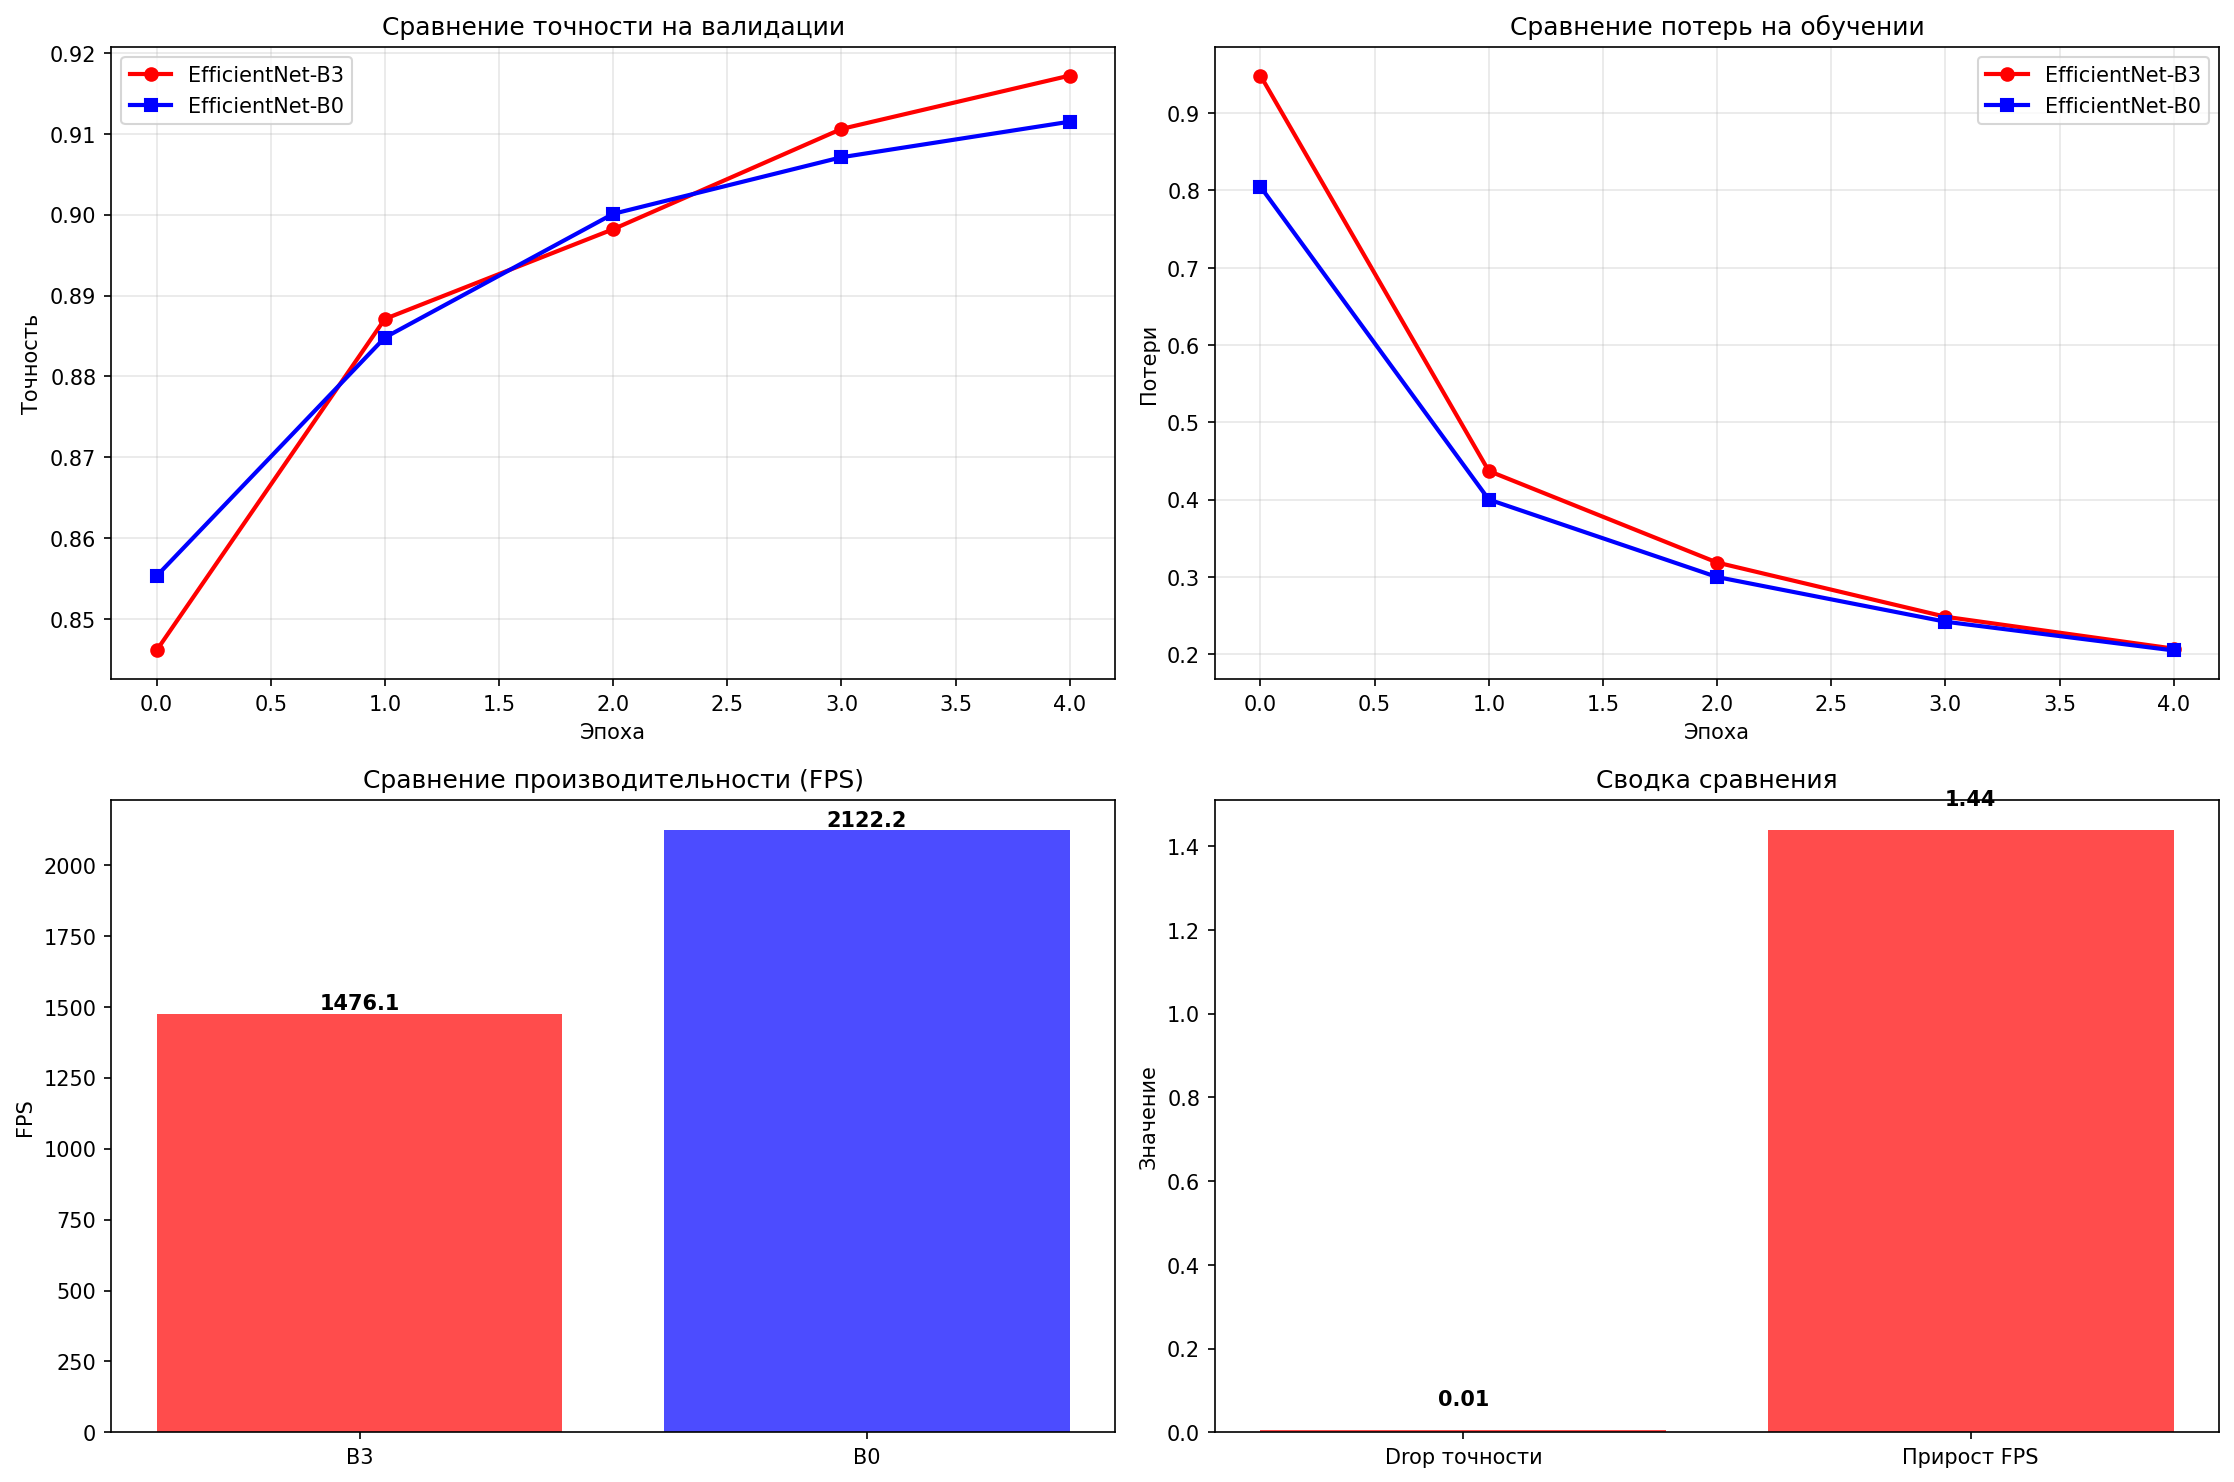 Сравнение точности на валидации
EfficientNet-B3
EfficientNet-B0
0.92
0.91
0.90
0.89
0.88
0.87
0.86
0.85
Точность
0.0 0.5 1.0 1.5 2.0 2.5 3.0 3.5 4.0
Эпоха
Сравнение потерь на обучении
EfficientNet-B3
EfficientNet-B0
0.9
0.8
0.7
0.6
0.5
0.4
0.3
0.2
Потери
0.0 0.5 1.0 1.5 2.0 2.5 3.0 3.5 4.0
Эпоха
Сравнение производительности (FPS)
2122.2
1476.1
2000
1750
1500
1250
1000
750
500
250
0
FPS
B3 B0
Сводка сравнения
1.44
0.01
1.4
1.2
1.0
0.8
0.6
0.4
0.2
0.0
Значение
Drop точности Прирост FPS